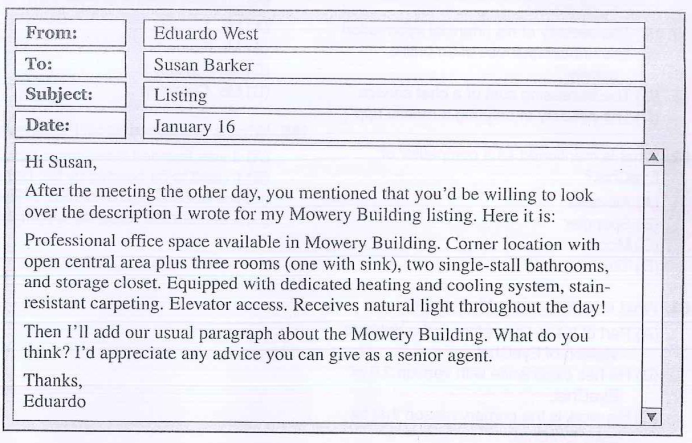 From: Eduardo West
To: Susan Barker
Subject: Listing
Date: January 16
Hi Susan,
After the meeting the other day, you mentioned that you'd be willing to look
over the description I wrote for my Mowery Building listing. Here it is:
Professional office space available in Mowery Building. Corner location with
open central area plus three rooms (one with sink), two single-stall bathrooms,
and storage closet. Equipped with dedicated heating and cooling system, stain-
resistant carpeting. Elevator access. Receives natural light throughout the day!
Then I'll add our usual paragraph about the Mowery Building. What do you
think? I'd appreciate any advice you can give as a senior agent.
Thanks,
Eduardo